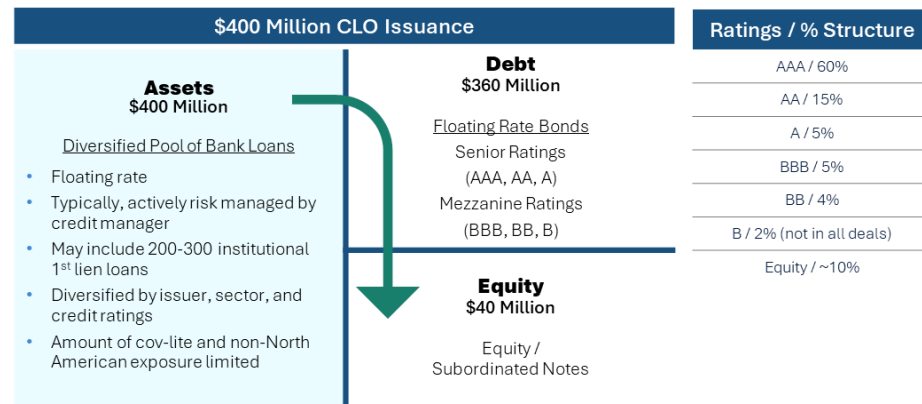 $400 Million CLO Issuance
Assets
$400 Million
Diversified Pool of Bank Loans
• Floating rate
• Typically, actively risk managed by
credit manager
• May include 200-300 institutional
1st lien loans
• Diversified by issuer, sector, and
credit ratings
• Amount of cov-lite and non-North
American exposure limited
Debt
$360 Million
Floating Rate Bonds
Senior Ratings
(AAA, AA, A)
Mezzanine Ratings
(BBB, BB, B)
Equity
$40 Million
Equity /
Subordinated Notes
Ratings / % Structure
AAA / 60%
AA / 15%
A / 5%
BBB / 5%
BB / 4%
B / 2% (not in all deals)
Equity / ~10%